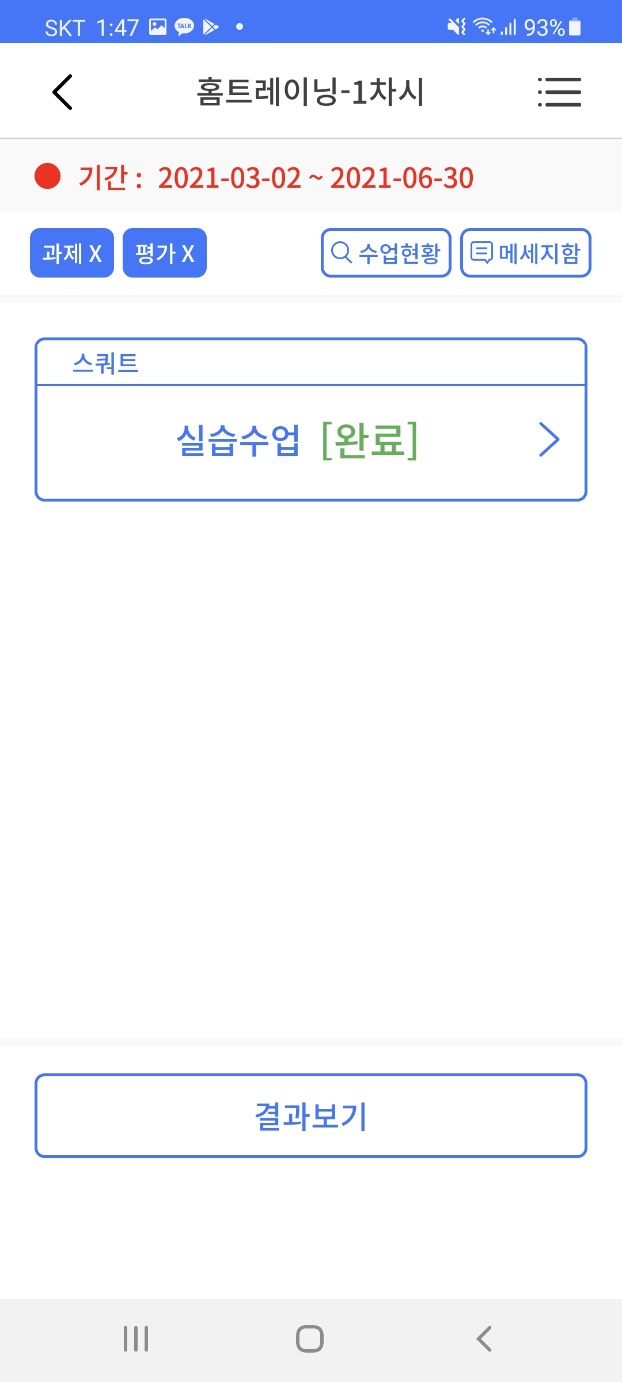 SKT 1:47 TALK 93%
홈트레이닝-1차시
기간 : 2021-03-02 ~ 2021-06-30
과제 X 평가 X 수업현황 메세지함
스쿼트
실습수업 [완료]
결과보기